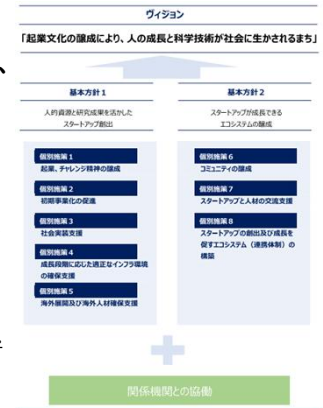 ヴィジョン
「起業文化の醸成により、人の成長と科学技術が社会に生かされるまち」
基本方針1
人的資源と研究成果を活かした
スタートアップ創出
個別施策1
起業、チャレンジ精神の醸成
個別施策2
初期事業化の促進
個別施策3
社会実装支援
個別施策4
成長段階に応じた適正なインフラ環境
の確保支援
個別施策5
海外展開及び海外人材確保支援
基本方針2
スタートアップが成長できる
エコシステムの醸成
個別施策6
コミュニティの醸成
個別施策7
スタートアップと人材の交流支援
個別施策8
スタートアップの創出及び成長を
促すエコシステム（連携体制）の
構築
関係機関との協働